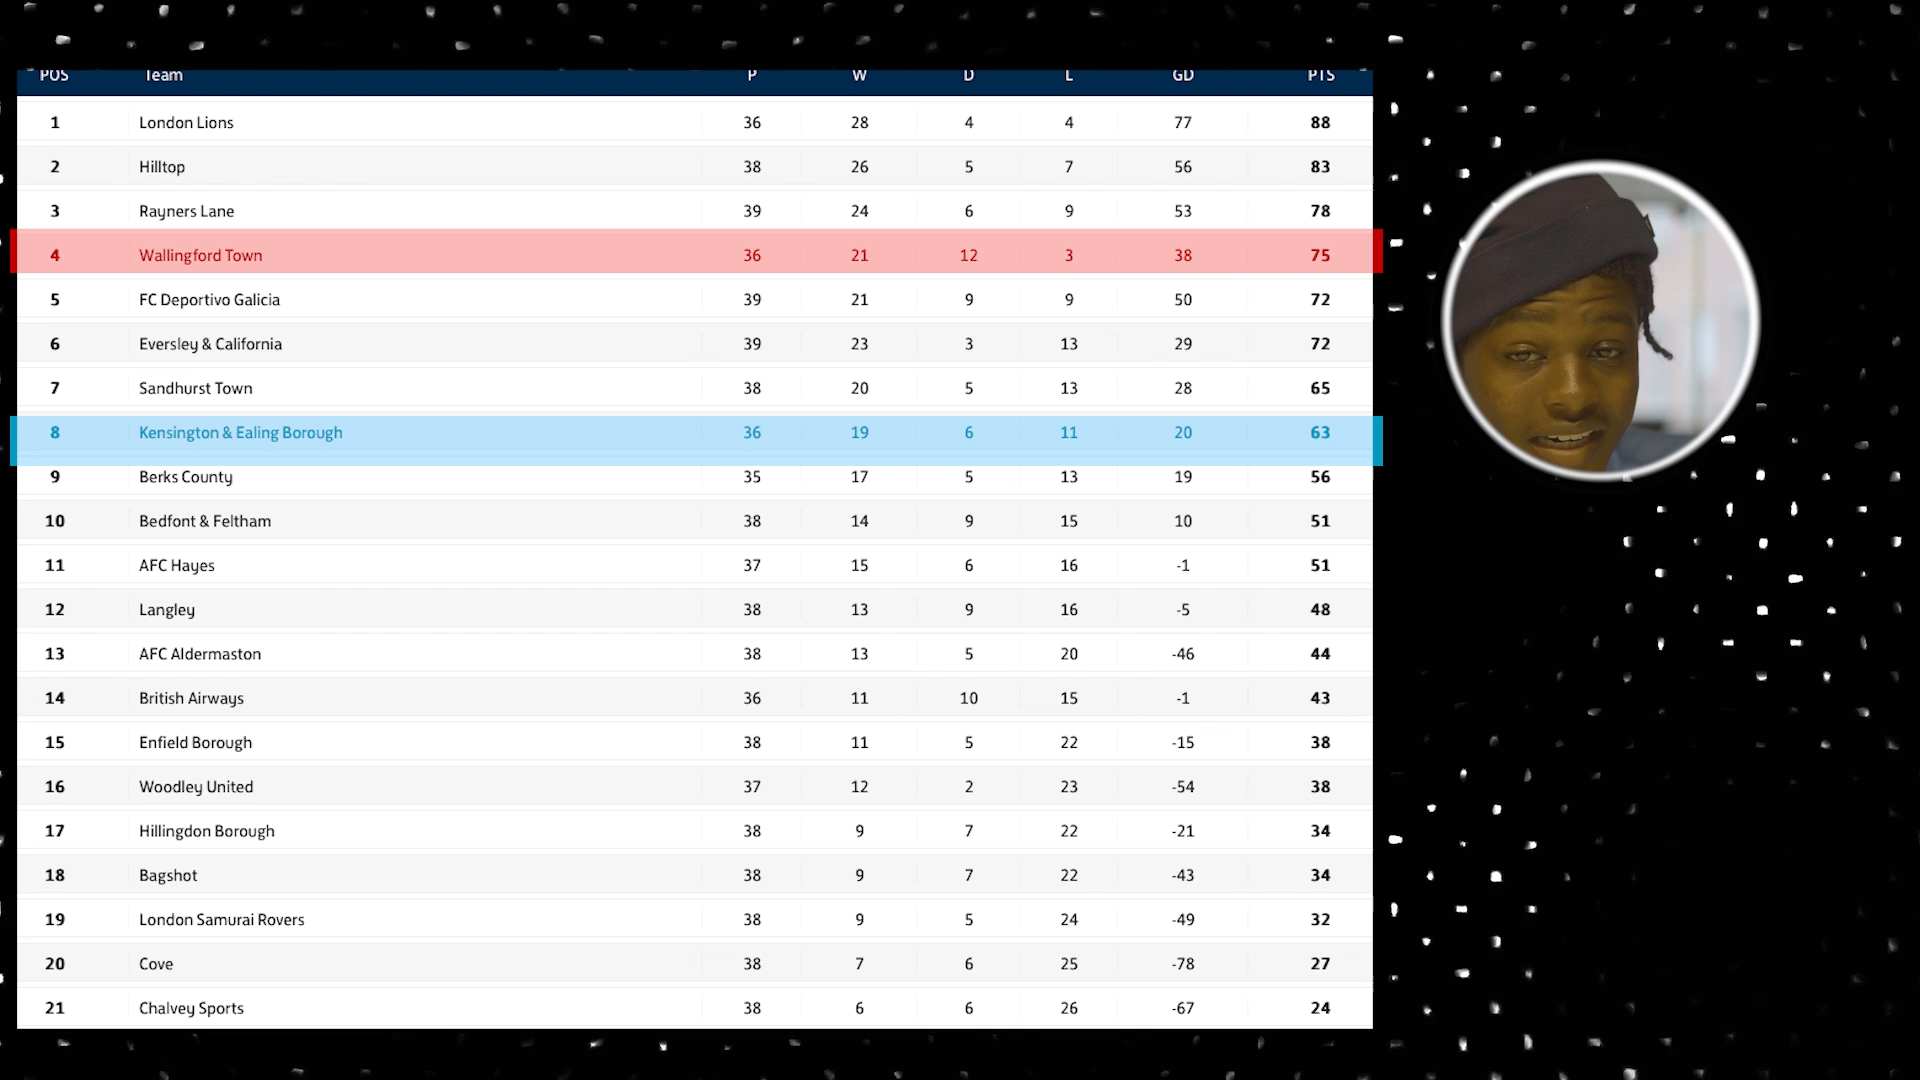 POS Team P W D L GD PTS
1 London Lions 36 28 4 4 77 88
2 Hilltop 38 26 5 7 56 83
3 Rayners Lane 39 24 6 9 53 78
4 Wallingford Town 36 21 12 3 38 75
5 FC Deportivo Galicia 39 21 9 9 50 72
6 Eversley & California 39 23 3 13 29 72
7 Sandhurst Town 38 20 5 13 28 65
8 Kensington & Ealing Borough 36 19 6 11 20 63
9 Berks County 35 17 5 13 19 56
10 Bedfont & Feltham 38 14 9 15 10 51
11 AFC Hayes 37 15 6 16 -1 51
12 Langley 38 13 9 16 -5 48
13 AFC Aldermaston 38 13 5 20 -46 44
14 British Airways 36 11 10 15 -1 43
15 Enfield Borough 38 11 5 22 -15 38
16 Woodley United 37 12 2 23 -54 38
17 Hillingdon Borough 38 9 7 22 -21 34
18 Bagshot 38 9 7 22 -43 34
19 London Samurai Rovers 38 9 5 24 -49 32
20 Cove 38 7 6 25 -78 27
21 Chalvey Sports 38 6 6 26 -67 24